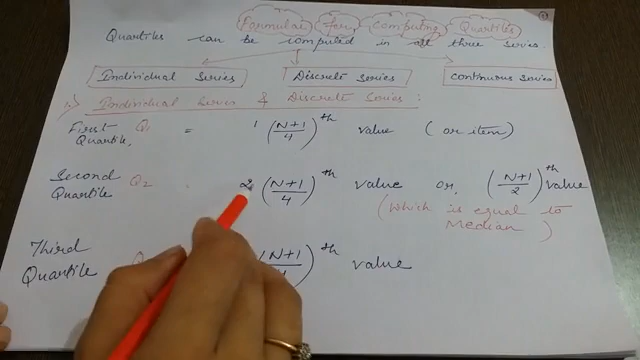 Formulae for computing Quartiles
Quartiles can be computed in all three series.
Individual Series Discrete Series Continuous Series
Individual Series & Discrete Series :
First Quartile, Q1 = 1 (N+1/4)th value (or item)
Second Quartile Q2 2 (N+1/4)th value or, (N+1/2)th value
(Which is equal to Median)
Third Quartile Q (N+1/4)th value